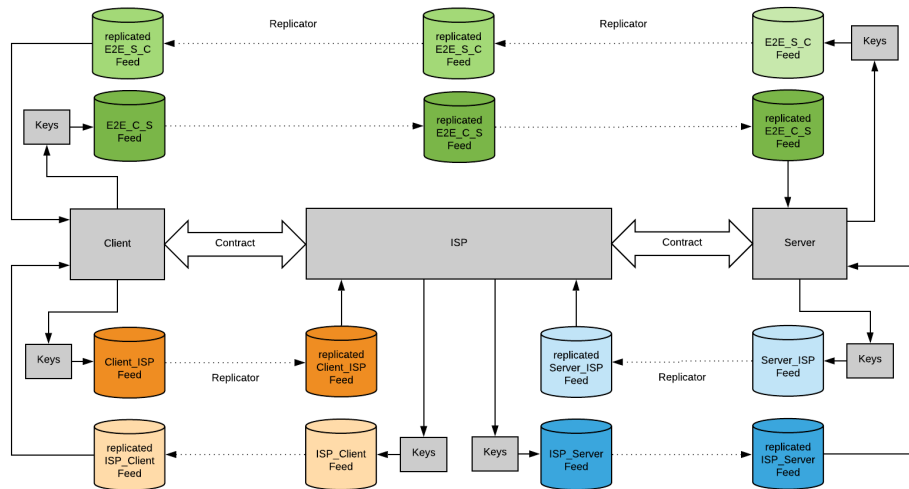 Replicator
Replicator
replicated
E2E_S_C
Feed
replicated
E2E_S_C
Feed
E2E_S_C
Feed
Keys
Keys
E2E_C_S
Feed
replicated
E2E_C_S
Feed
replicated
E2E_C_S
Feed
Client
Contract
ISP
Contract
Server
Keys
Client_ISP
Feed
Replicator
replicated
Client_ISP
Feed
replicated
Server_ISP
Feed
Replicator
Server_ISP
Feed
Keys
replicated
ISP_Client
Feed
ISP_Client
Feed
Keys
Keys
ISP_Server
Feed
replicated
ISP_Server
Feed